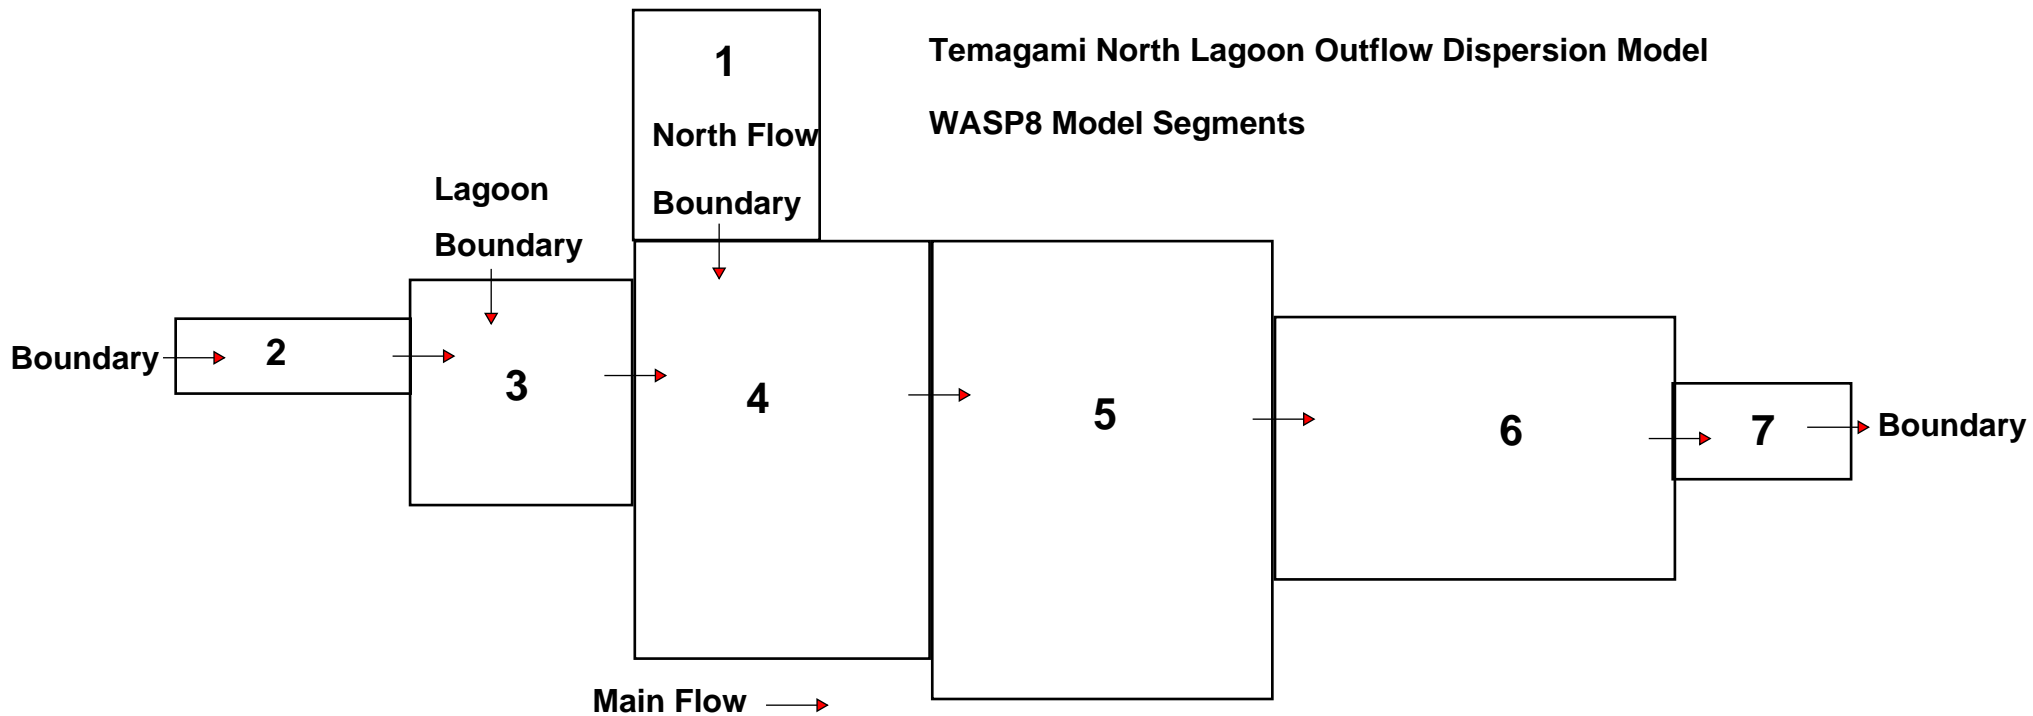 Temagami North Lagoon Outflow Dispersion Model
WASP8 Model Segments
1
North Flow
Boundary
Lagoon
Boundary
Boundary
2
3
4
5
6
7
Boundary
Main Flow